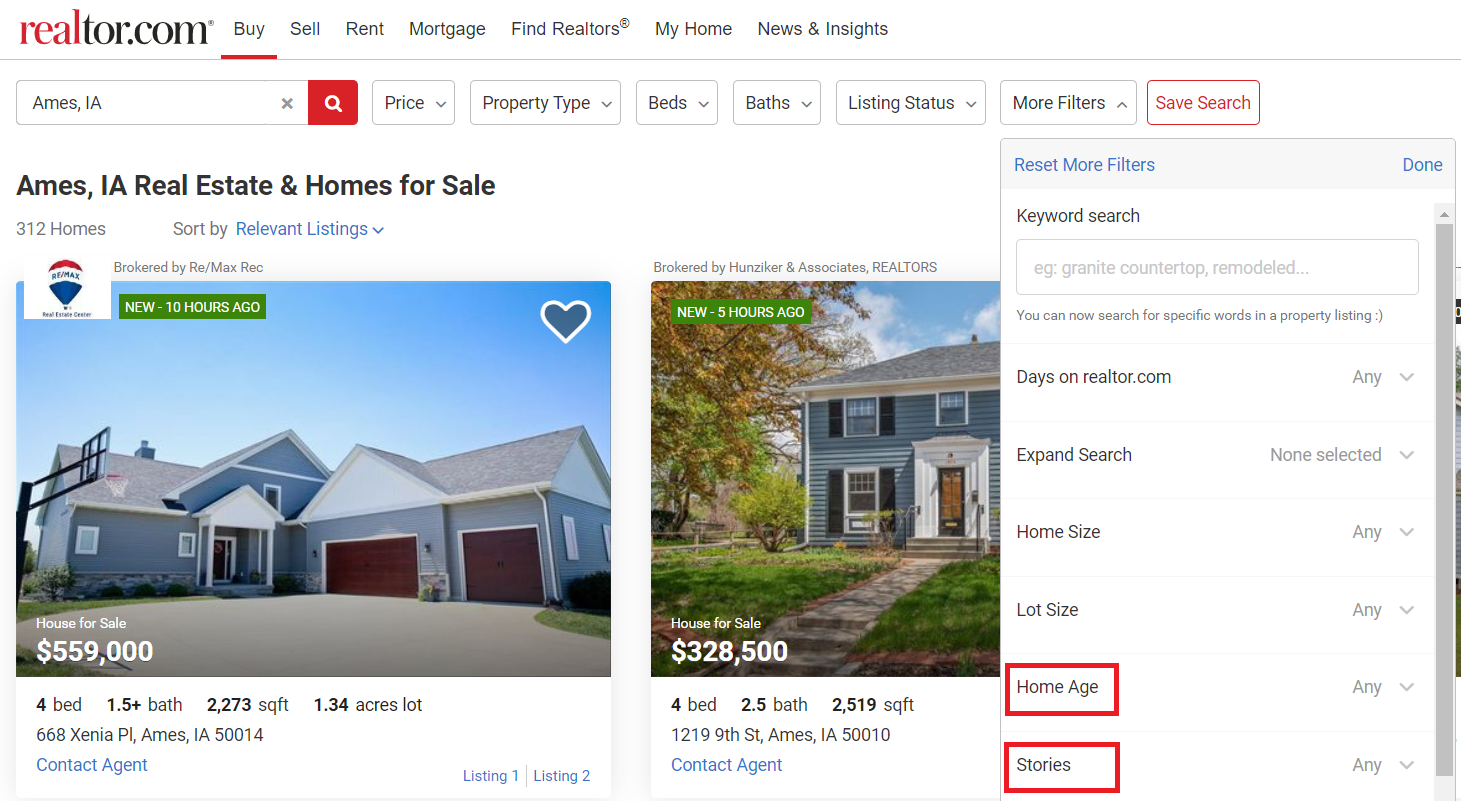 realtor.com®
Buy Sell Rent Mortgage Find Realtors® My Home News & Insights
Ames, IA
Price Property Type Beds Baths Listing Status More Filters Save Search
Reset More Filters Done
Ames, IA Real Estate & Homes for Sale
312 Homes Sort by Relevant Listings
Brokered by Re/Max Rec
RE/MAX
Real Estate Center
NEW - 10 HOURS AGO
House for Sale
$559,000
4 bed 1.5+ bath 2,273 sqft 1.34 acres lot
668 Xenia Pl, Ames, IA 50014
Contact Agent
Listing 1 Listing 2
Brokered by Hunziker & Associates, REALTORS
NEW - 5 HOURS AGO
House for Sale
$328,500
4 bed 2.5 bath 2,519 sqft
1219 9th St, Ames, IA 50010
Contact Agent
Keyword search
eg: granite countertop, remodeled...
You can now search for specific words in a property listing :)
Days on realtor.com Any
Expand Search None selected
Home Size Any
Lot Size Any
Home Age Any
Stories Any